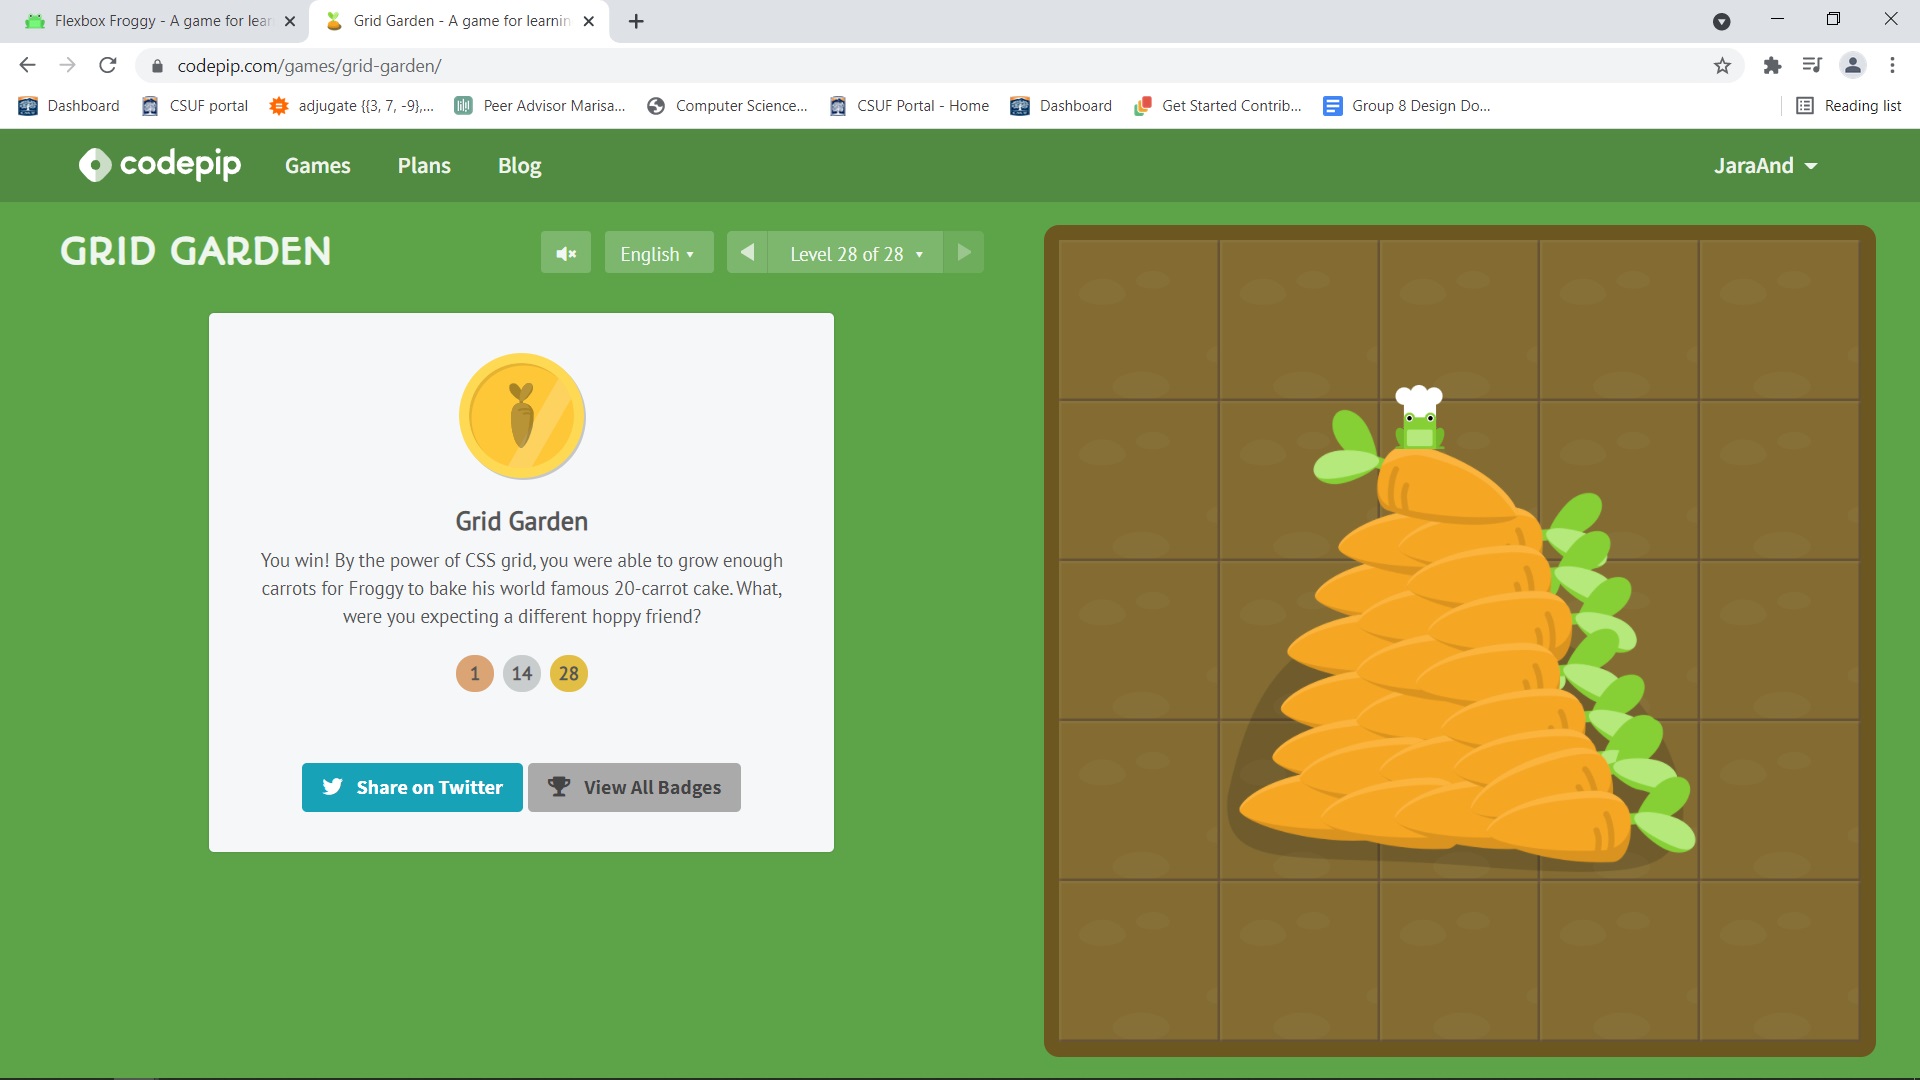 Flexbox Froggy - A game for lear
Grid Garden - A game for learnin
codepip.com/games/grid-garden/
Dashboard
CSUF portal
adjugate {{3, 7, -9},...
Peer Advisor Marisa...
Computer Science...
CSUF Portal - Home
Dashboard
Get Started Contrib...
Group 8 Design Do...
Reading list
codepip
Games
Plans
Blog
JaraAnd
GRID GARDEN
English
Level 28 of 28
Grid Garden
You win! By the power of CSS grid, you were able to grow enough
carrots for Froggy to bake his world famous 20-carrot cake. What,
were you expecting a different hoppy friend?
1 14 28
Share on Twitter
View All Badges